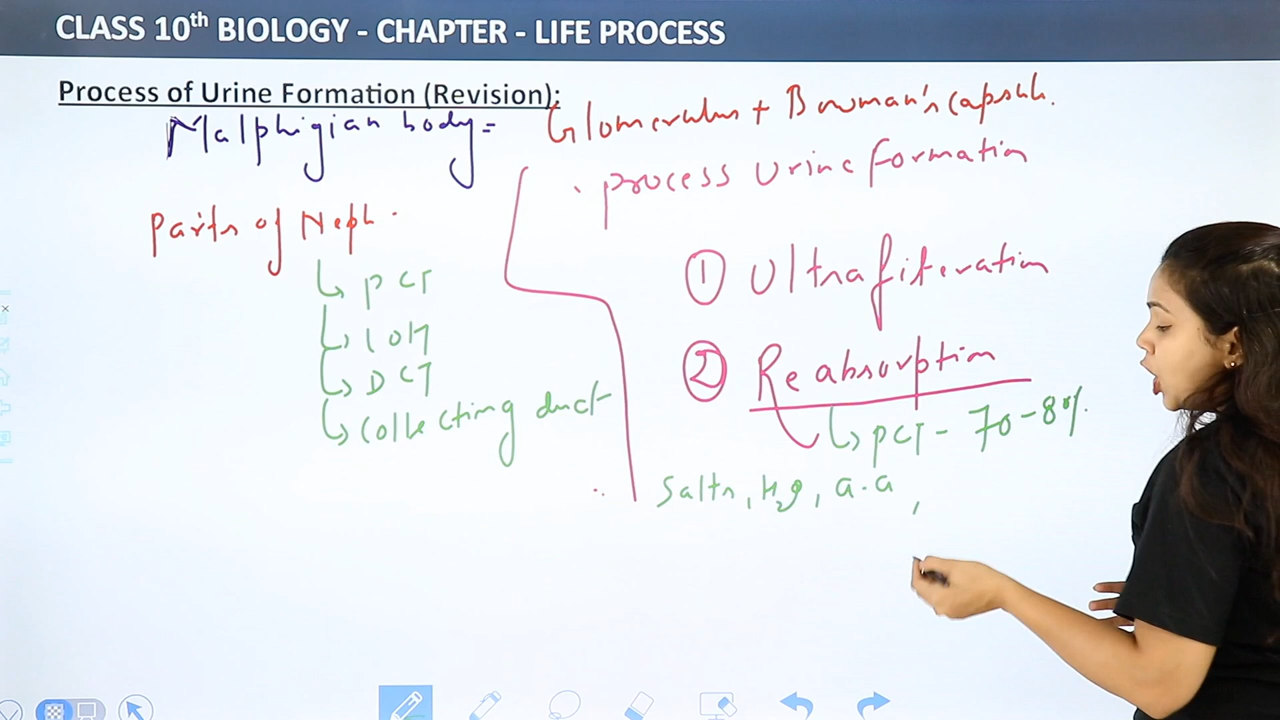 CLASS 10th BIOLOGY - CHAPTER - LIFE PROCESS
Process of Urine Formation (Revision):
Malphigian body = Glomerulus + Bowman's capsule.
process Urine formation
Parts of Neph.
PCT
LOH
DCT
Collecting duct
① Ultrafilteration
② Reabsorption
PCT - 70-80%
Salts, H2O, a.a,